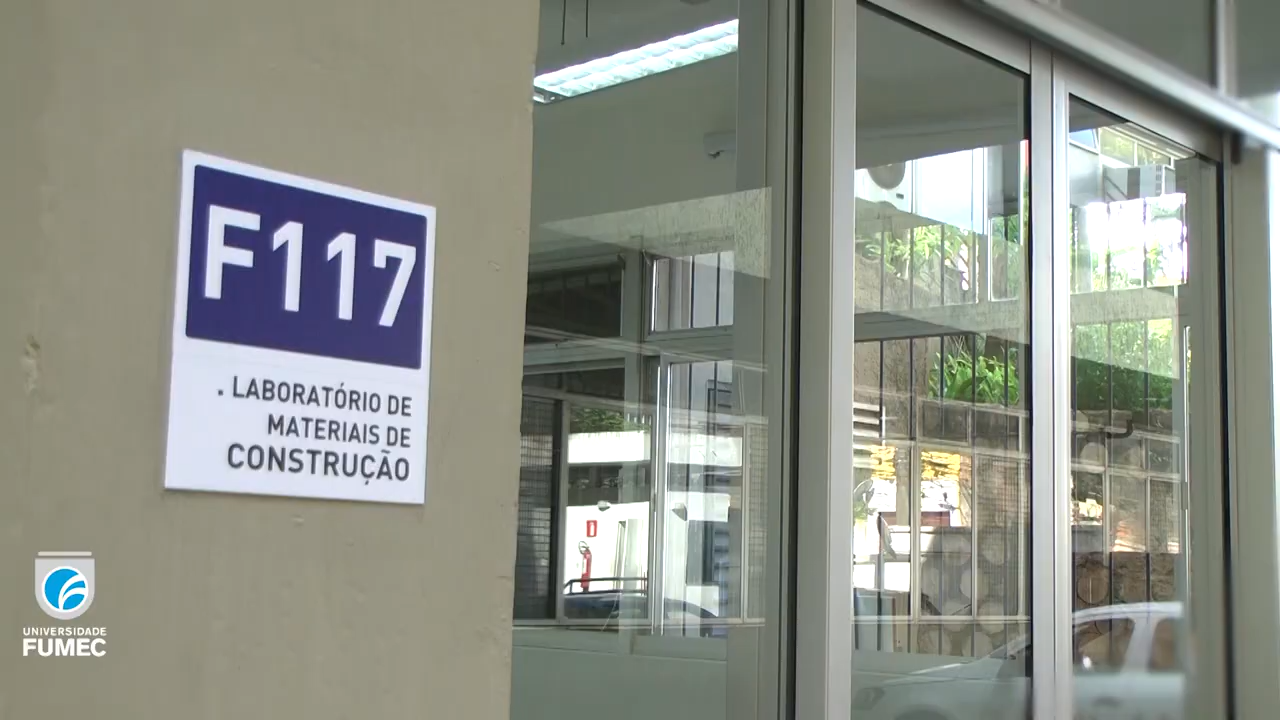 F117
. LABORATÓRIO DE
MATERIAIS DE
CONSTRUÇÃO
UNIVERSIDADE
FUMEC